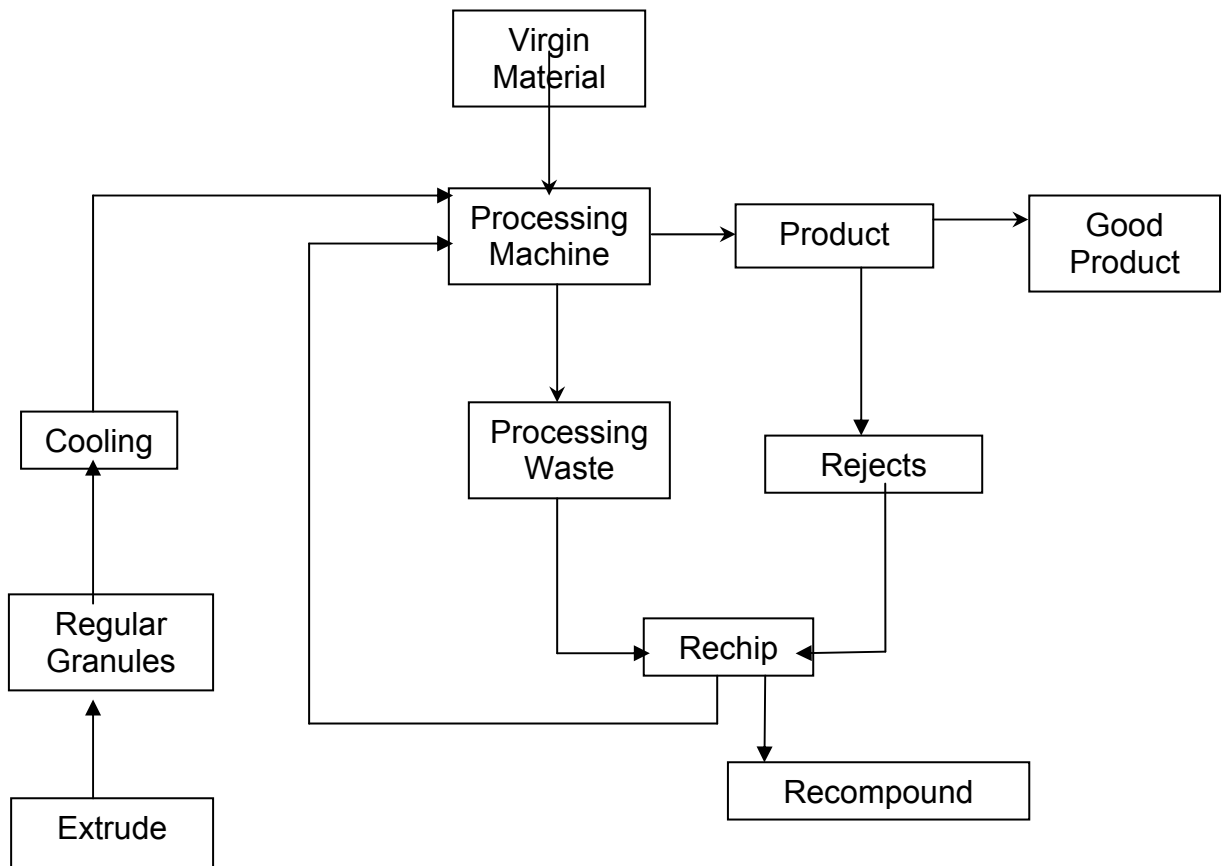 Virgin
Material
Processing
Machine
Product
Good
Product
Cooling
Processing
Waste
Rejects
Regular
Granules
Rechip
Recompound
Extrude